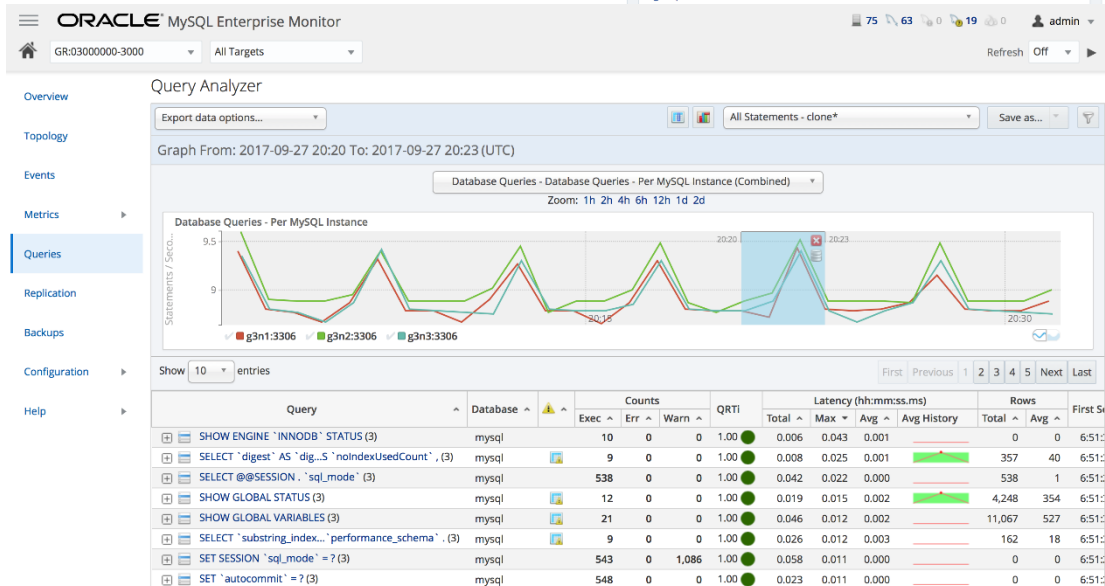 ORACLE® MySQL Enterprise Monitor
75 63 0 19 0 admin
GR:03000000-3000 All Targets Refresh Off
Overview
Topology
Events
Metrics
Queries
Replication
Backups
Configuration
Help
Query Analyzer
Export data options... All Statements - clone* Save as...
Graph From: 2017-09-27 20:20 To: 2017-09-27 20:23 (UTC)
Database Queries - Database Queries - Per MySQL Instance (Combined)
Zoom: 1h 2h 4h 6h 12h 1d 2d
Database Queries - Per MySQL Instance
Statements / Seco...
9.5
9
20:20 20:23
20:15 20:30
g3n1:3306 g3n2:3306 g3n3:3306
Show 10 entries First Previous 1 2 3 4 5 Next Last
Query Database Counts QRTi Latency (hh:mm:ss.ms) Rows First Se
Exec Err Warn Total Max Avg Avg History Total Avg
SHOW ENGINE `INNODB` STATUS (3) mysql 10 0 0 1.00 0.006 0.043 0.001 0 0 6:51:
SELECT `digest` AS `dig...S `noIndexUsedCount` , (3) mysql 9 0 0 1.00 0.008 0.025 0.001 357 40 6:51:
SELECT @@SESSION . `sql_mode` (3) mysql 538 0 0 1.00 0.042 0.022 0.000 538 1 6:51:
SHOW GLOBAL STATUS (3) mysql 12 0 0 1.00 0.019 0.015 0.002 4,248 354 6:51:
SHOW GLOBAL VARIABLES (3) mysql 21 0 0 1.00 0.046 0.012 0.002 11,067 527 6:51:
SELECT `substring_index...`performance_schema` . (3) mysql 9 0 0 1.00 0.026 0.012 0.003 162 18 6:51:
SET SESSION `sql_mode` = ? (3) mysql 543 0 1,086 1.00 0.058 0.011 0.000 0 0 6:51:
SET `autocommit` = ? (3) mysql 548 0 0 1.00 0.023 0.011 0.000 0 0 6:51: